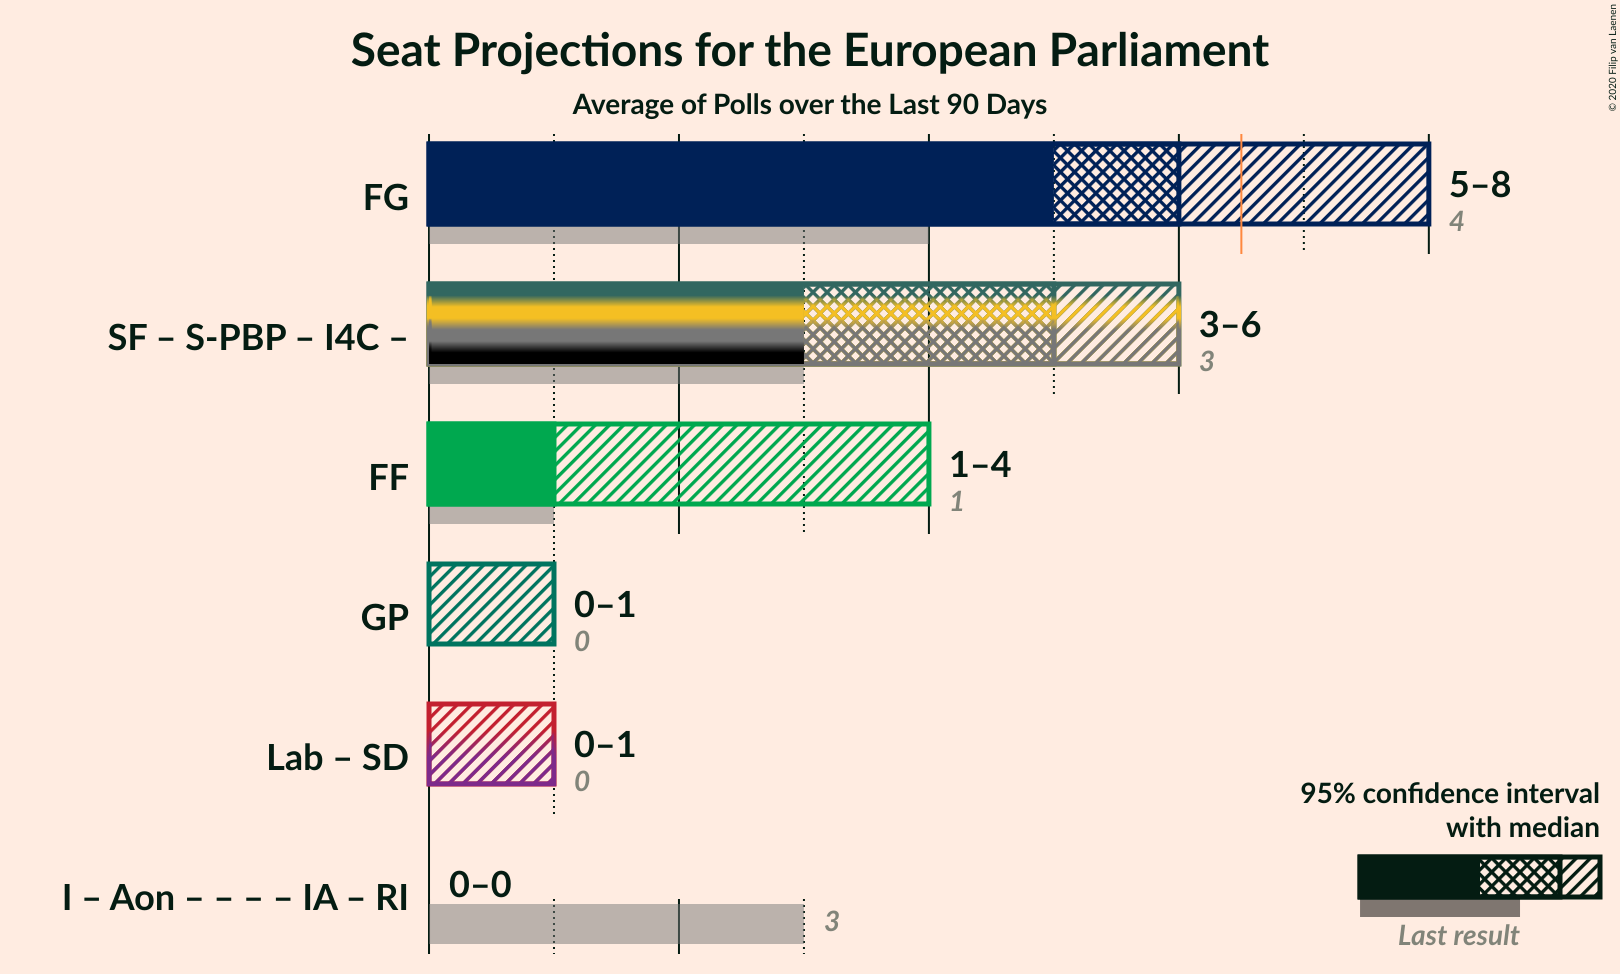 Seat Projections for the European Parliament
Average of Polls over the Last 90 Days
© 2020 Filip van Laenen
FG
5–8
4
SF – S-PBP – I4C –
3–6
3
FF
1–4
1
GP
0–1
0
Lab – SD
0–1
0
I – Aon – – – – IA – RI
0–0
3
95% confidence interval
with median
Last result